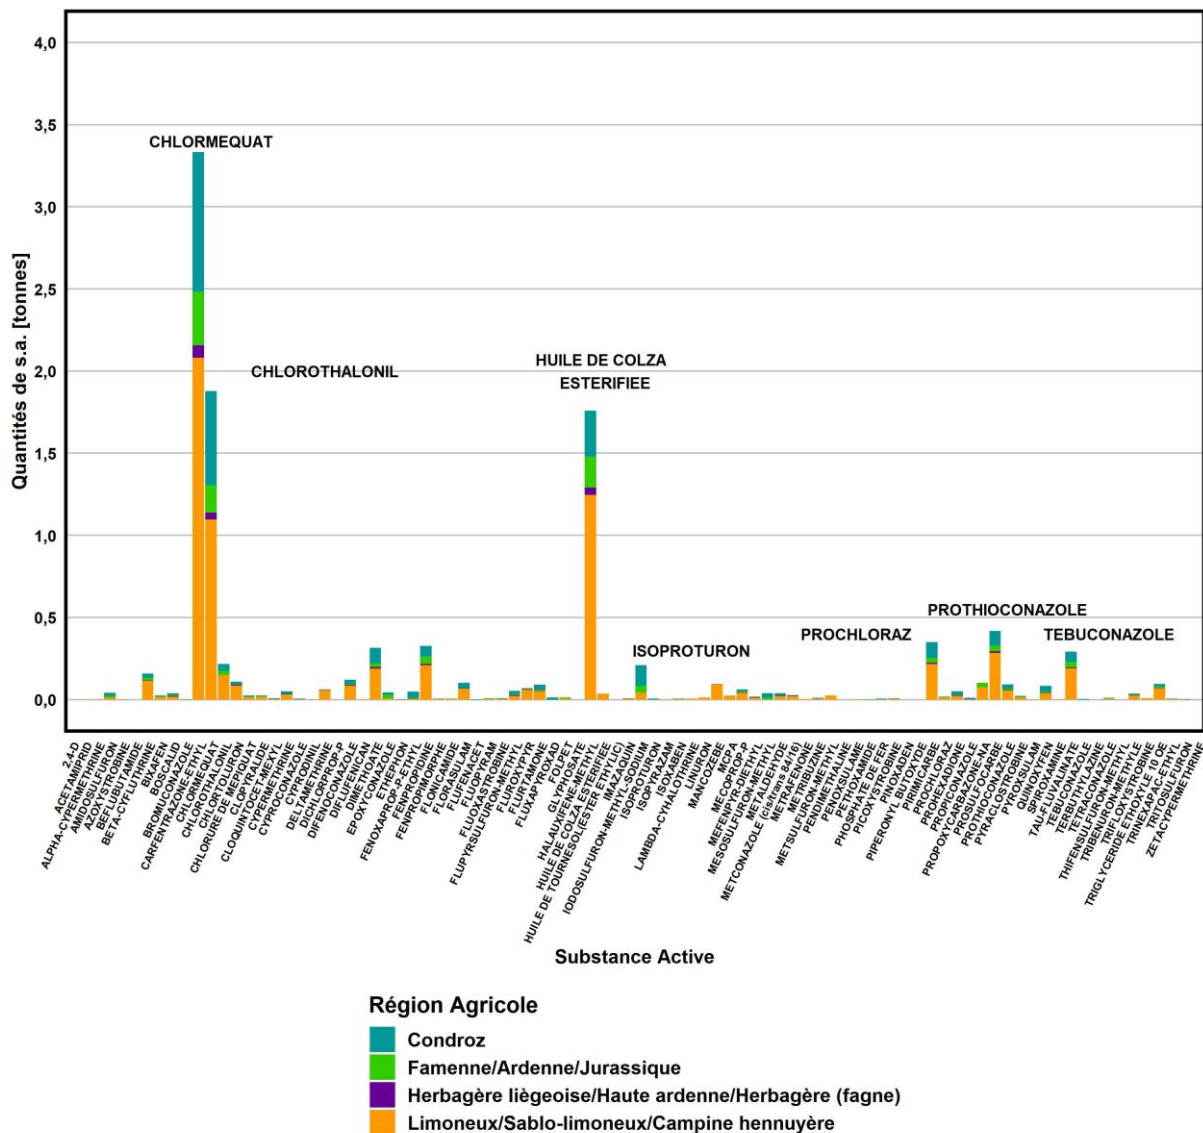 4,0
3,5
3,0
2,5
2,0
1,5
1,0
0,5
0,0
Quantités de s.a. [tonnes]
CHLORMEQUAT
CHLOROTHALONIL
HUILE DE COLZA
ESTERIFIEE
ISOPROTURON
PROCHLORAZ
PROTHIOCONAZOLE
TEBUCONAZOLE
2,4-D
ACETAMIPRID
ALPHA-CYPERMETHRINE
AMIDOSULFURON
AZOXYSTROBINE
BEFLUBUTAMIDE
BETA-CYFLUTHRINE
BIXAFEN
BOSCALID
BROMUCONAZOLE
CARFENTRAZONE-ETHYL
CHLORMEQUAT
CHLOROTHALONIL
CHLORTOLURON
CHLORURE DE MEPIQUAT
CLOPYRALIDE
CLOQUINTOCET-MEXYL
CYPERMETHRINE
CYPROCONAZOLE
CYPRODONIL
DELTAMETHRINE
DICHLORPROP-P
DIFENOCONAZOLE
DIFLUFENICAN
DIMETHOATE
EPOXYCONAZOLE
ETHEPHON
FENOXAPROP-P-ETHYL
FENPROPIDINE
FENPROPIMORPHE
FLONICAMIDE
FLORASULAM
FLUFENACET
FLUOPYRAM
FLUOXASTROBINE
FLUPYRSULFURON-METHYL
FLUROXYPYR
FLURTAMONE
FLUXAPYROXAD
FOLPET
GLYPHOSATE
HALAUXIFENE-METHYL
HUILE DE COLZA ESTERIFIEE
HUILE DE TOURNESOL(ESTER ETYLIC)
IMAZAQUIN
IODOSULFURON-METHYL-SODIUM
ISOPROTURON
ISOPYRAZAM
ISOXABEN
LAMBDA-CYHALOTHRINE
LINURON
MANCOZEBE
MCPA
MECOPROP-P
MEFENPYR-METHYL
MESOSULFURON-METHYL
METALDEHYDE
METCONAZOLE (cis/trans 84/16)
METRAFENONE
METRIBUZINE
METSULFURONMETHYL
PENDIMETHALINE
PENOXSULAME
PETHOXAMIDE
PHOSPHATE DE FER
PICOXYSTROBINE
PINOXADEN
PIPERONYL BUTOXYDE
PIRIMICARBE
PROCHLORAZ
PROHEXADIONE
PROPICONAZOLE
PROPOXYCARBAZONE-NA
PROSULFOCARBE
PROTHIOCONAZOLE
PYRACLOSTROBINE
PYROXSULAM
QUINOXYFEN
SPIROXAMINE
TAU-FLUVALINATE
TEBUCONAZOLE
TERBUTYLAZINE
TETRACONAZOLE
THIFENSULFURON-METHYL
TRIBENURON-METHYLE
TRIFLOXYSTROBINE
TRIGLYCERIDE ETHOXYLE 10 OE
TRINEXAPAC-ETHYL
TRITOSULFURON
ZETACYPERMETHRINE
Substance Active
Région Agricole
Condroz
Famenne/Ardenne/Jurassique
Herbagère liègeoise/Haute ardenne/Herbagère (fagne)
Limoneux/Sablo-limoneux/Campine hennuyère